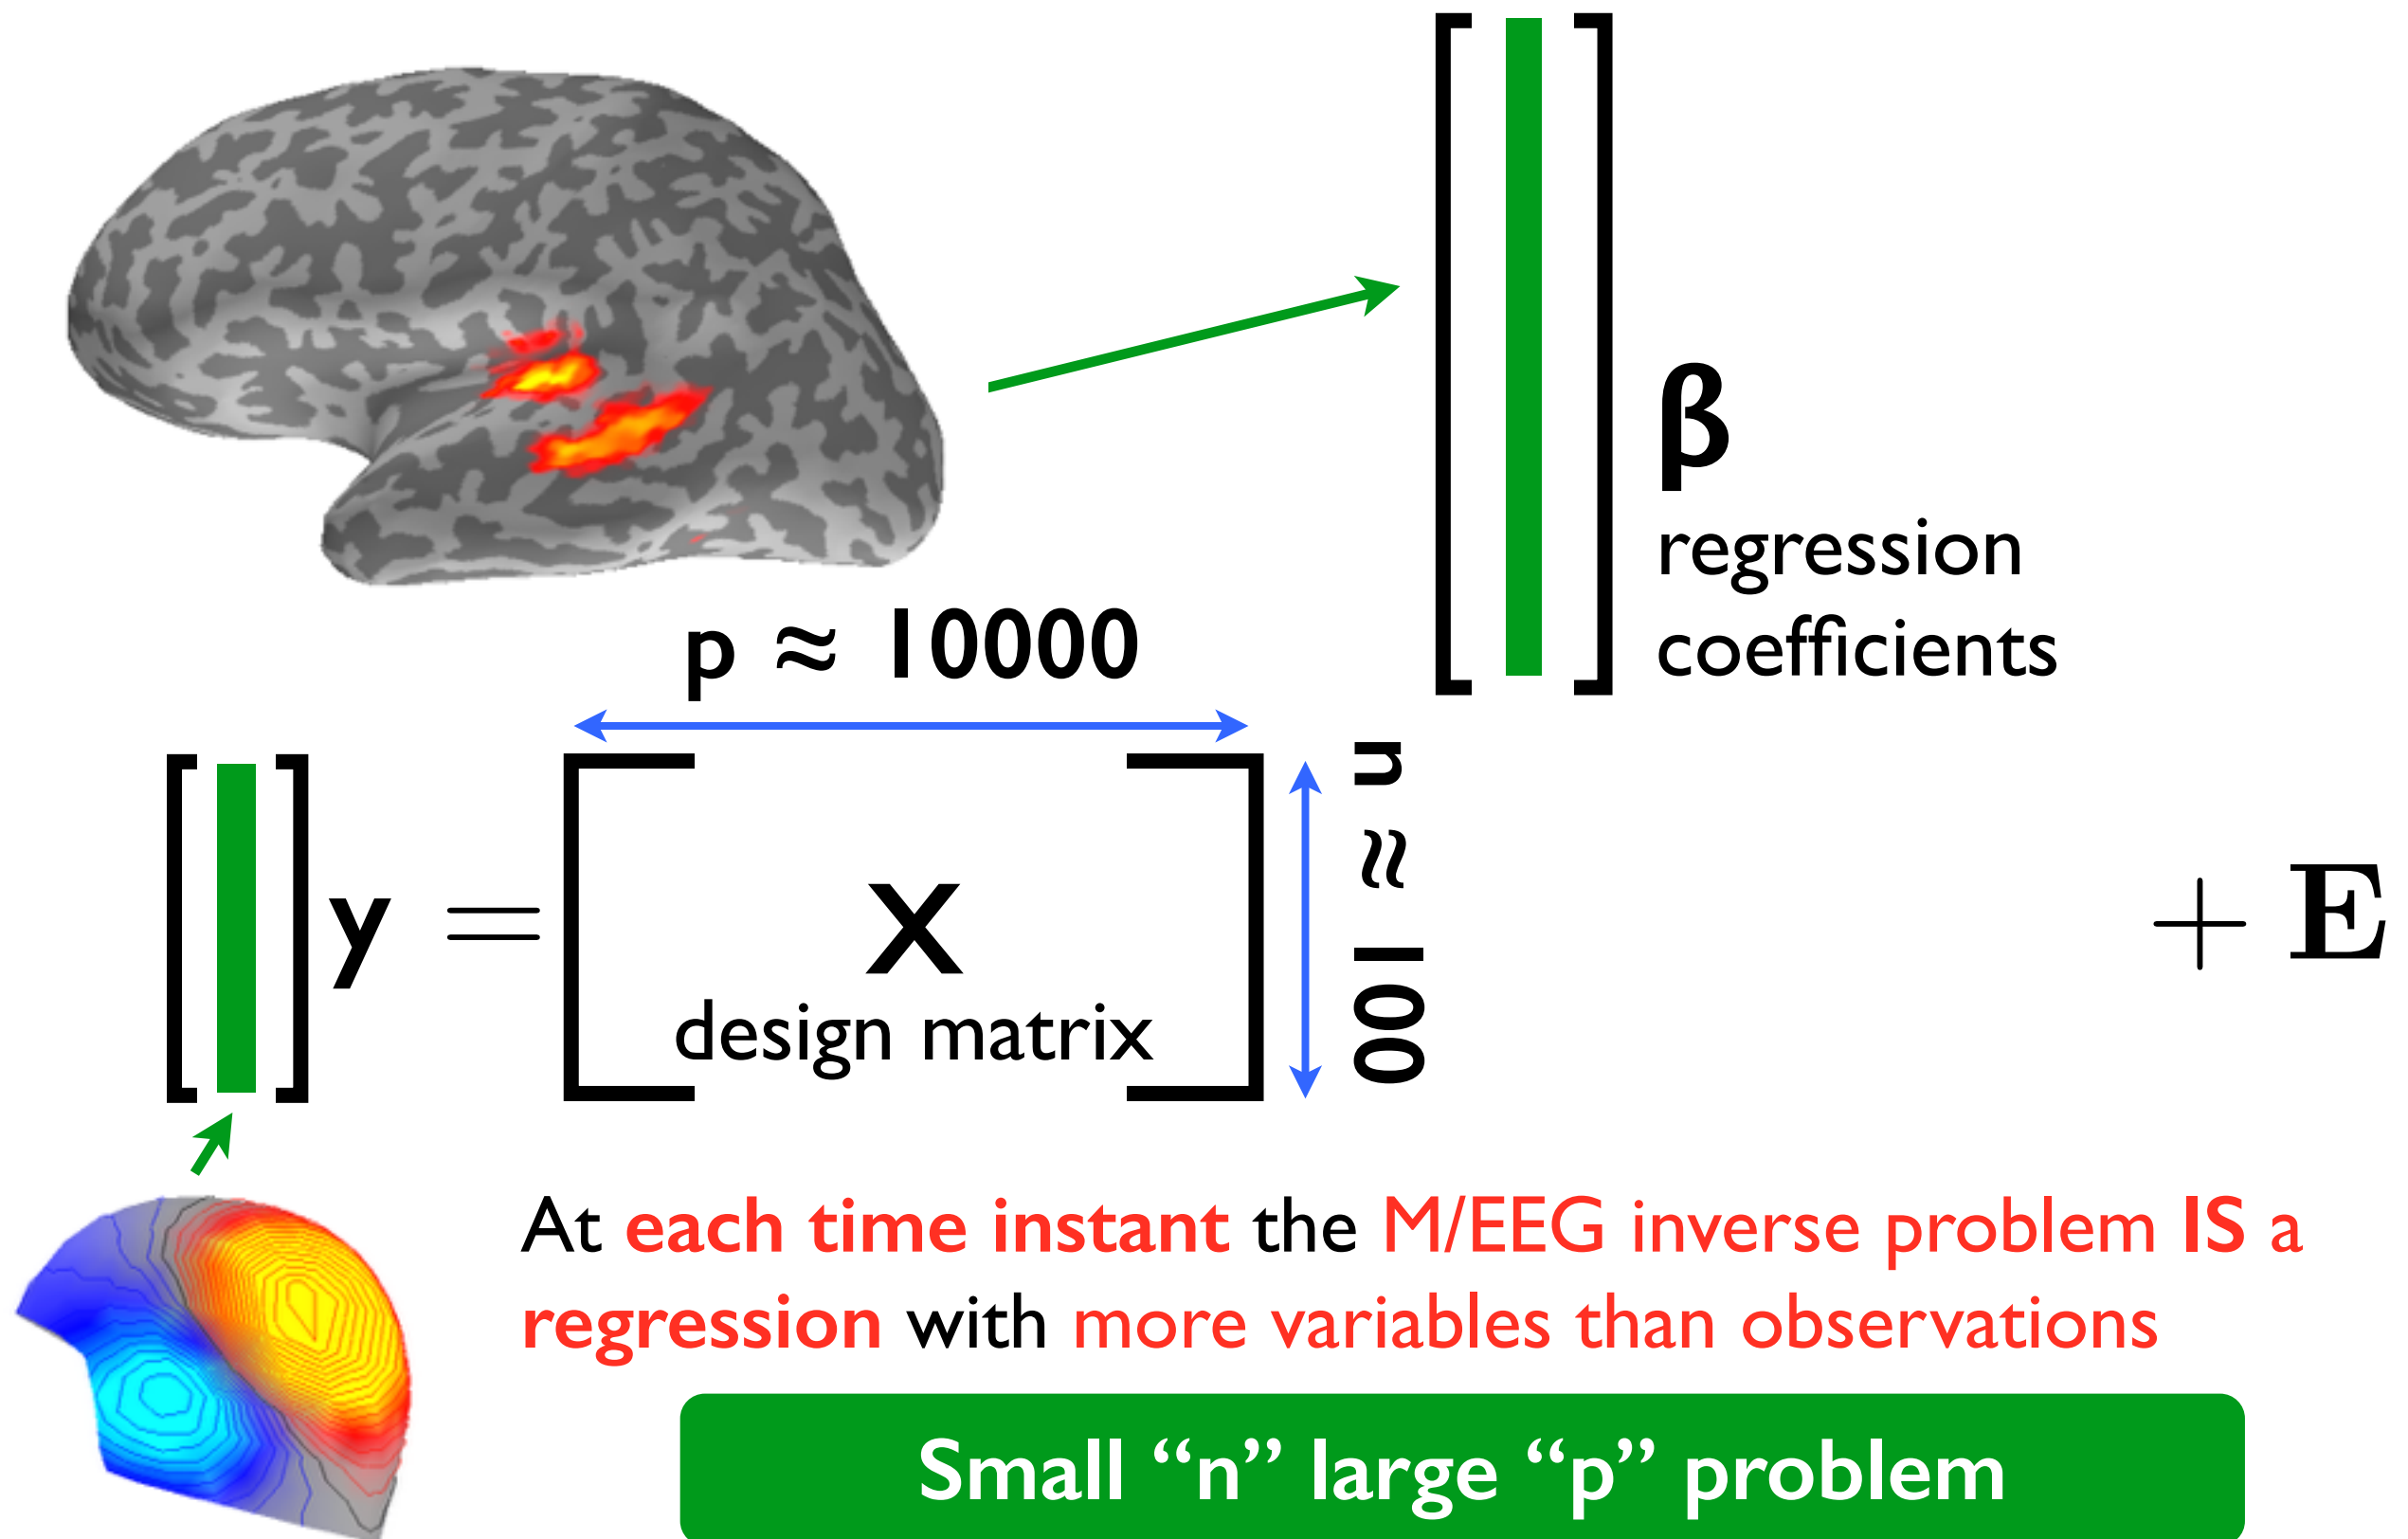 β
regression
coefficients
p ≈ 10000
y = X + E
design matrix
n ≈ 100
At each time instant the M/EEG inverse problem IS a
regression with more variables than observations
Small “n” large “p” problem